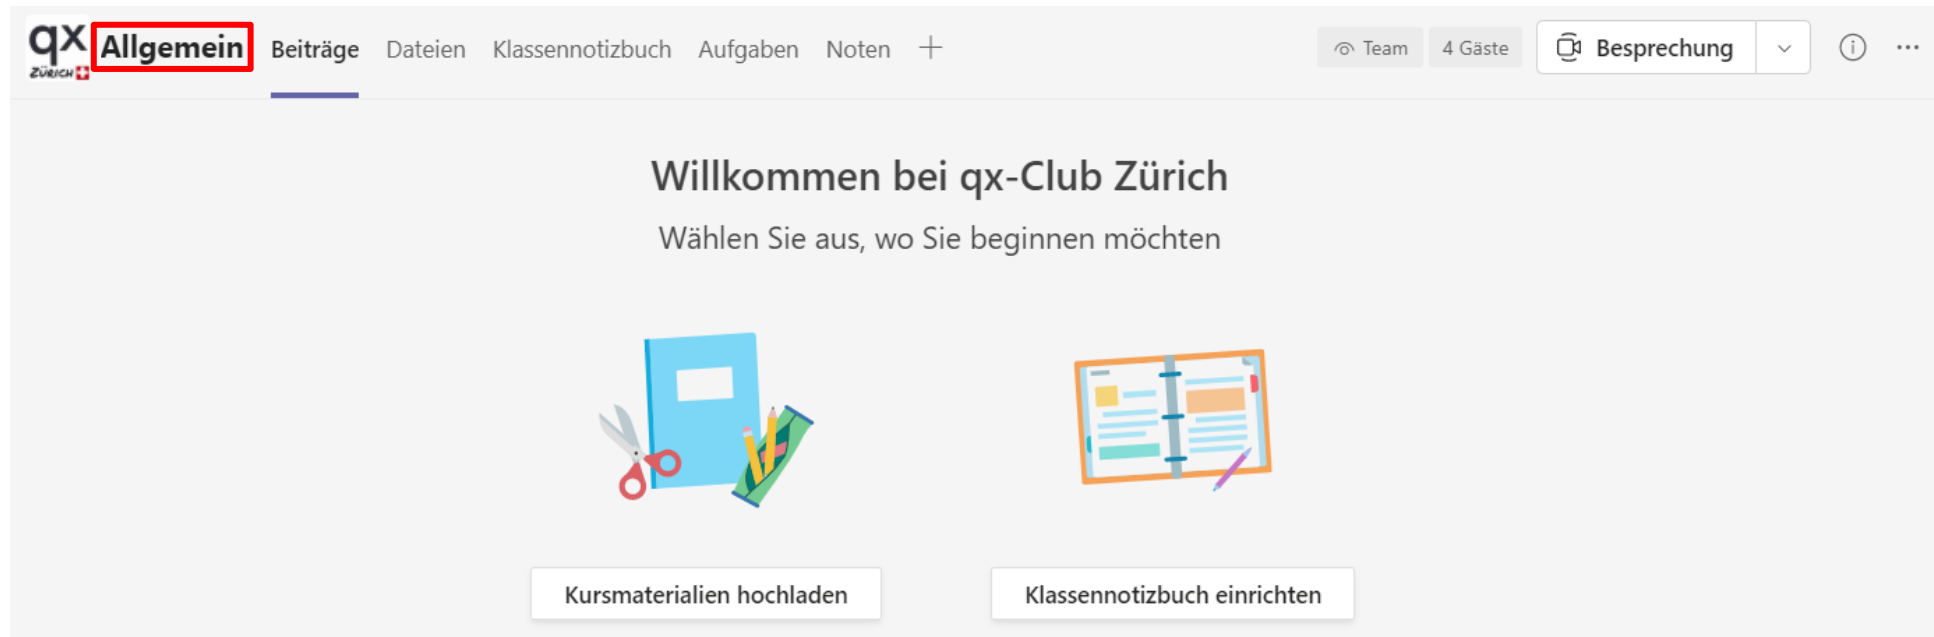 qx
ZÜRICH
Allgemein Beiträge Dateien Klassennotizbuch Aufgaben Noten + Team 4 Gäste Besprechung
Willkommen bei qx-Club Zürich
Wählen Sie aus, wo Sie beginnen möchten
Kursmaterialien hochladen Klassennotizbuch einrichten